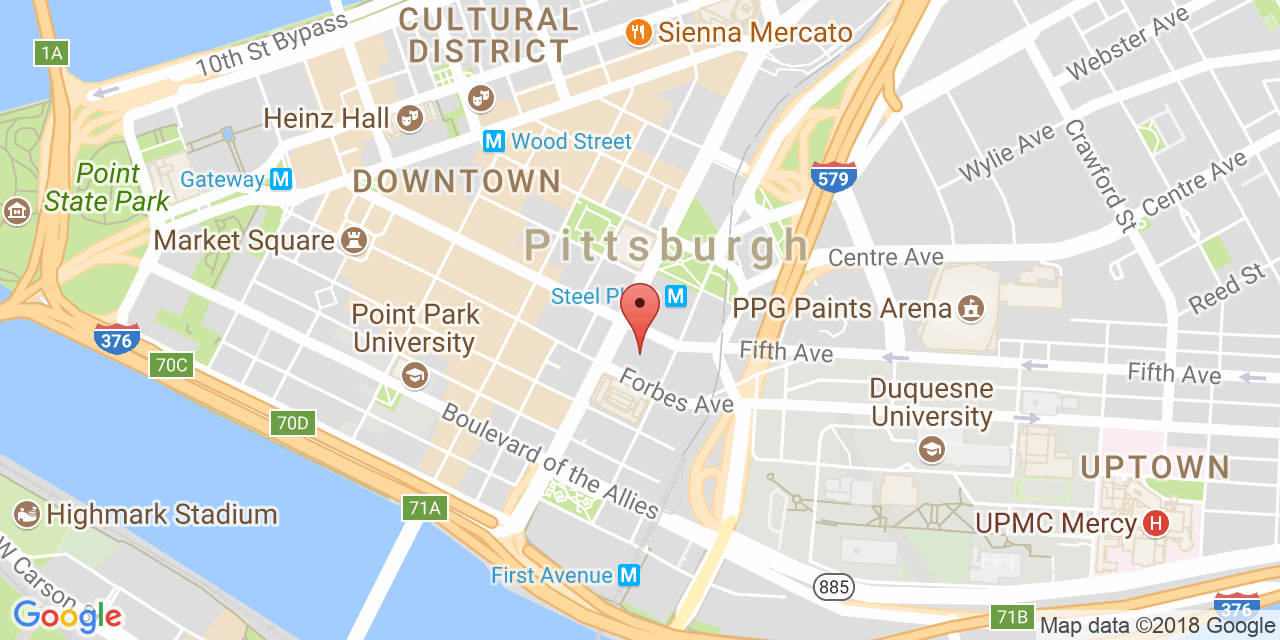 CULTURAL
DISTRICT
Sienna Mercato
1A
10th St Bypass
Webster Ave
Heinz Hall
M Wood Street
Wylie Ave
Crawford St
Centre Ave
Point
State Park
Gateway M
DOWNTOWN
579
Market Square
Pittsburgh
Centre Ave
Reed St
Steel Pl
M
PPG Paints Arena
Point Park
University
376
70C
Fifth Ave
Fifth Ave
Forbes Ave
Duquesne
University
70D
Boulevard of the Allies
UPTOWN
71A
Highmark Stadium
UPMC Mercy H
W Carson
First Avenue M
885
376
71B
Google
Map data ©2018 Google